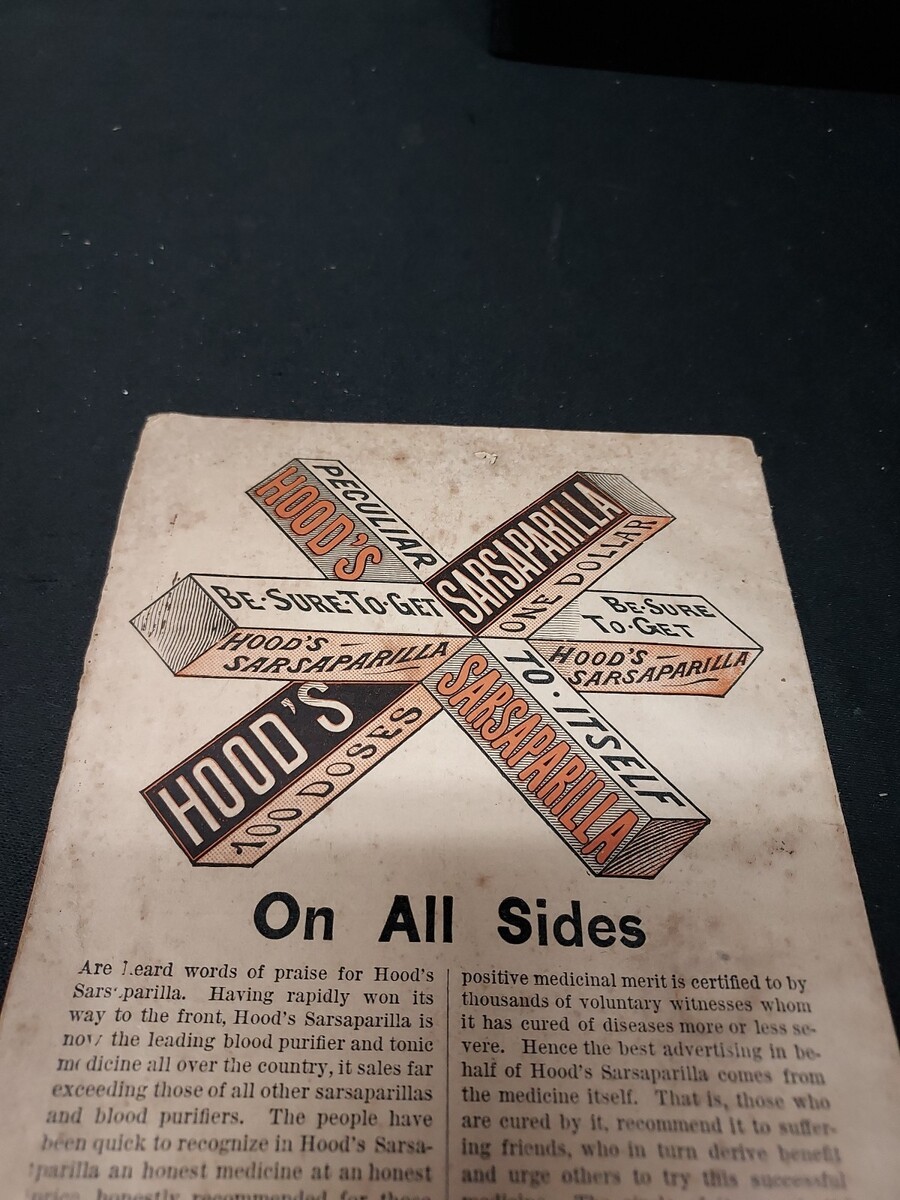 PECULIAR
HOOD'S
SARSAPARILLA
ONE DOLLAR
BE·SURE·TO·GET
HOOD'S
SARSAPARILLA
BE·SURE
TO·GET
HOOD'S
SARSAPARILLA
HOOD'S
100 DOSES
TO·ITSELF
SARSAPARILLA
On All Sides
Are heard words of praise for Hood's
Sarsaparilla. Having rapidly won its
way to the front, Hood's Sarsaparilla is
now the leading blood purifier and tonic
medicine all over the country, it sales far
exceeding those of all other sarsaparillas
and blood purifiers. The people have
been quick to recognize in Hood's Sarsa-
parilla an honest medicine at an honest
price, honestly recommended for those
positive medicinal merit is certified to by
thousands of voluntary witnesses whom
it has cured of diseases more or less se-
vere. Hence the best advertising in be-
half of Hood's Sarsaparilla comes from
the medicine itself. That is, those who
are cured by it, recommend it to suffer-
ing friends, who in turn derive benefit
and urge others to try this successful